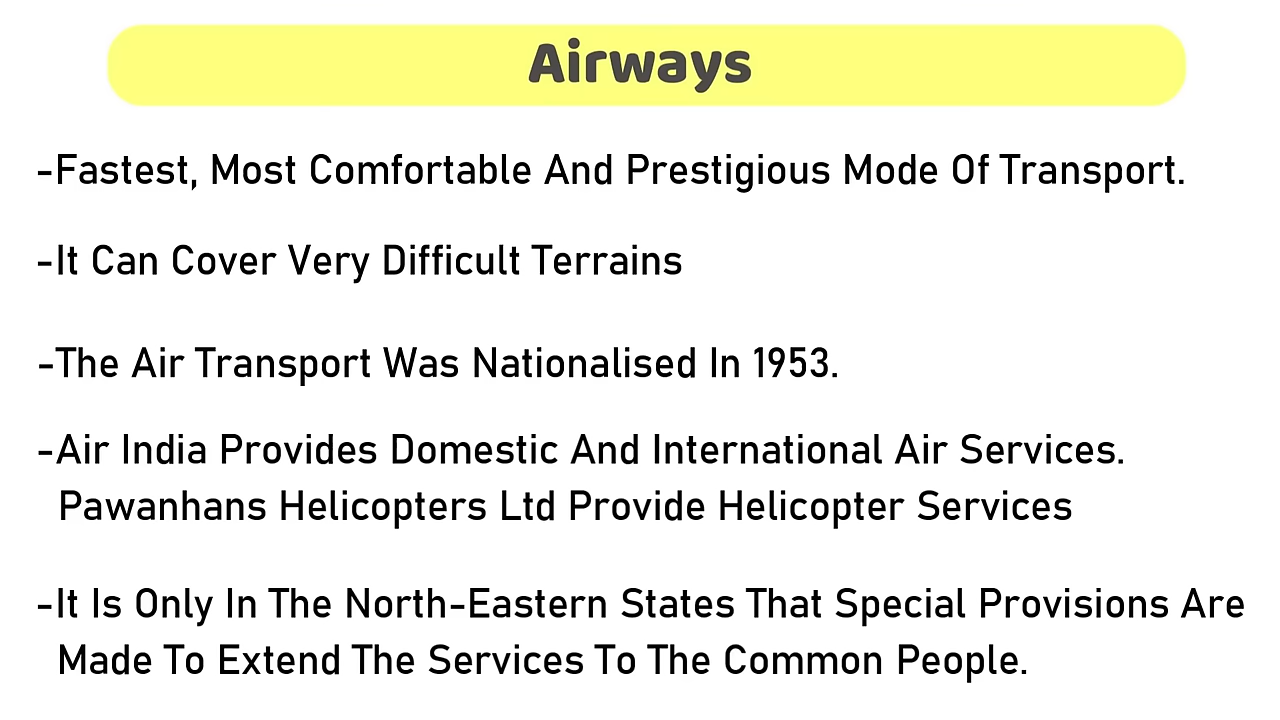 Airways
-Fastest, Most Comfortable And Prestigious Mode Of Transport.
-It Can Cover Very Difficult Terrains
-The Air Transport Was Nationalised In 1953.
-Air India Provides Domestic And International Air Services.
Pawanhans Helicopters Ltd Provide Helicopter Services
-It Is Only In The North-Eastern States That Special Provisions Are
Made To Extend The Services To The Common People.